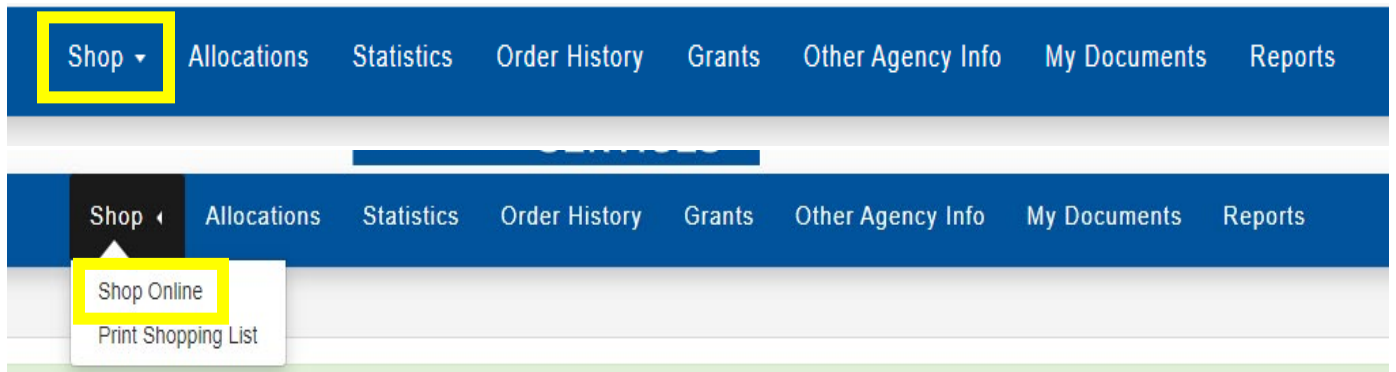 Shop Allocations Statistics Order History Grants Other Agency Info My Documents Reports
Shop Allocations Statistics Order History Grants Other Agency Info My Documents Reports
Shop Online
Print Shopping List